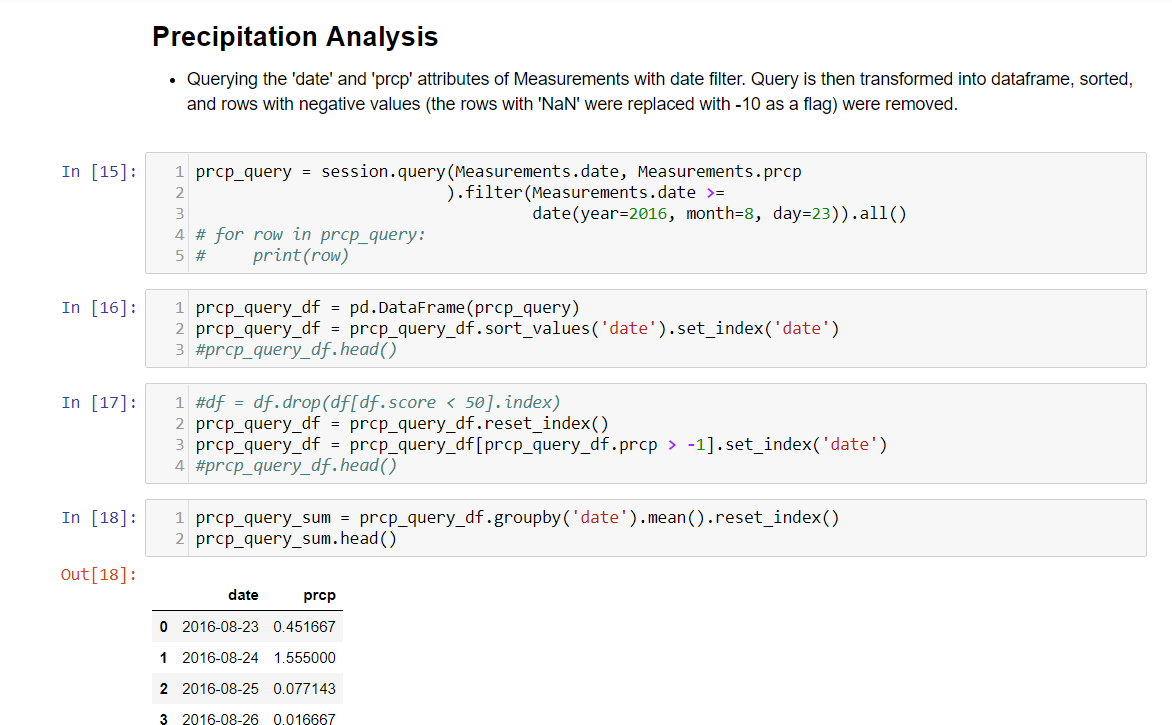 Precipitation Analysis
• Querying the 'date' and 'prcp' attributes of Measurements with date filter. Query is then transformed into dataframe, sorted,
and rows with negative values (the rows with 'NaN' were replaced with -10 as a flag) were removed.
In [15]:
1 prcp_query = session.query(Measurements.date, Measurements.prcp
2                           ).filter(Measurements.date >=
3                                    date(year=2016, month=8, day=23)).all()
4 # for row in prcp_query:
5 #     print(row)
In [16]:
1 prcp_query_df = pd.DataFrame(prcp_query)
2 prcp_query_df = prcp_query_df.sort_values('date').set_index('date')
3 #prcp_query_df.head()
In [17]:
1 #df = df.drop(df[df.score < 50].index)
2 prcp_query_df = prcp_query_df.reset_index()
3 prcp_query_df = prcp_query_df[prcp_query_df.prcp > -1].set_index('date')
4 #prcp_query_df.head()
In [18]:
1 prcp_query_sum = prcp_query_df.groupby('date').mean().reset_index()
2 prcp_query_sum.head()
Out[18]:
date prcp
0 2016-08-23 0.451667
1 2016-08-24 1.555000
2 2016-08-25 0.077143
3 2016-08-26 0.016667